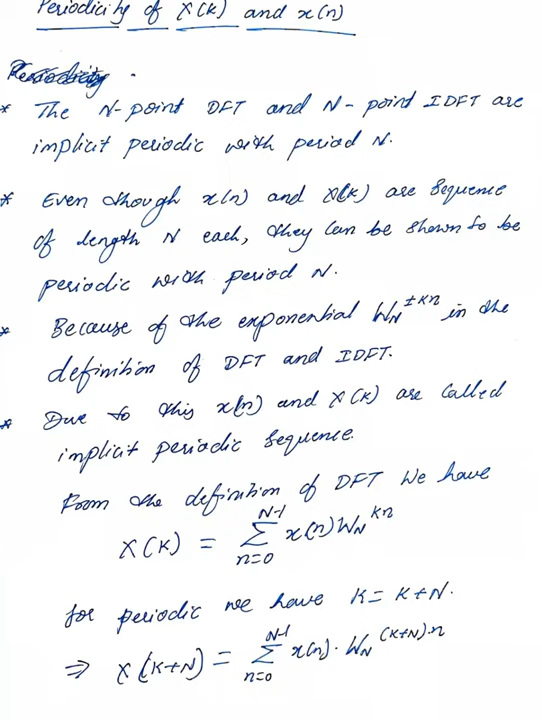 Periodicity of X(K) and x(n)
* The N-point DFT and N-point IDFT are
implicit periodic with period N.
* Even though x(n) and X(K) are sequence
of length N each, they can be shown to be
periodic with period N.
* Because of the exponential W_N^{±Kn} in the
definition of DFT and IDFT.
* Due to this x(n) and X(K) are called
implicit periodic sequence.
From the definition of DFT We have
X(K) = ∑_{n=0}^{N-1} x(n) W_N^{Kn}
for periodic we have K = K+N.
⇒ X(K+N) = ∑_{n=0}^{N-1} x(n). W_N^{(K+N).n}